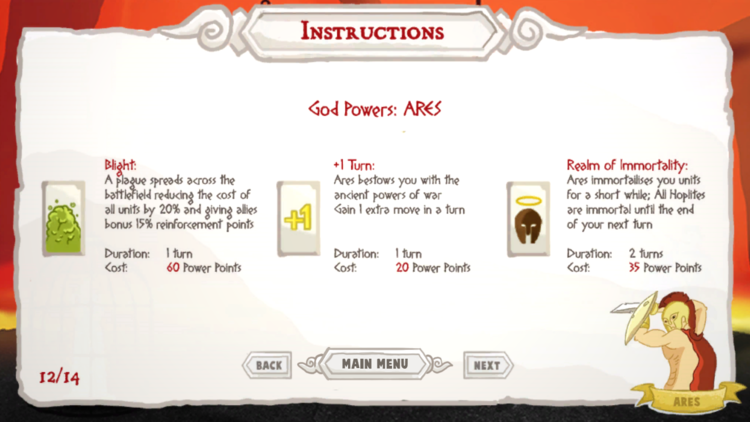 INSTRUCTIONS
God Powers: ARES
Blight:
A plague spreads across the
battlefield reducing the cost of
all units by 20% and giving allies
bonus 15% reinforcement points
Duration: 1 turn
Cost: 60 Power Points
+1
+1 Turn:
Ares bestows you with the
ancient powers of war
Gain 1 extra move in a turn
Duration: 1 turn
Cost: 20 Power Points
Realm of Immortality:
Ares immortalises you units
for a short while; All Hoplites
are immortal until the end
of your next turn
Duration: 2 turns
Cost: 35 Power Points
12/14
BACK
MAIN MENU
NEXT
ARES